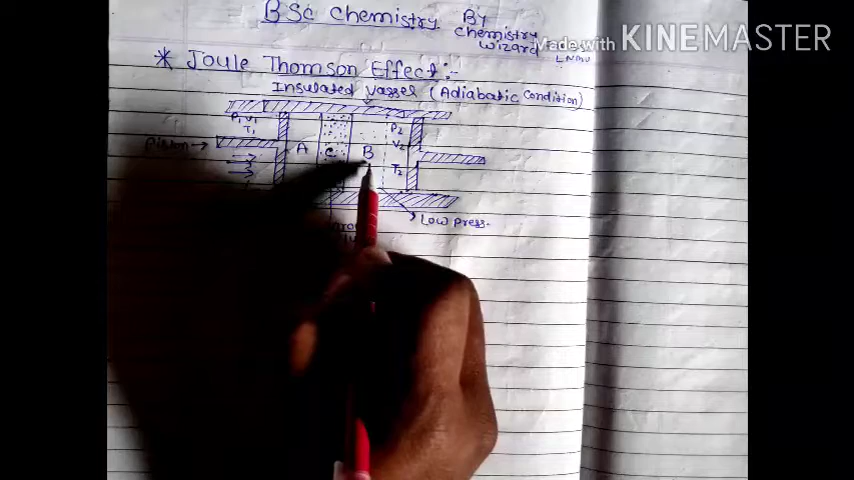 BSc Chemistry By
Chemistry
Wizard
Made with KINEMASTER
* Joule Thomson Effect :-
Insulated Vassel (Adiabatic Condition)
P1 V1
T1
P2
V2
T2
Piston →
A
C
B
Low press.